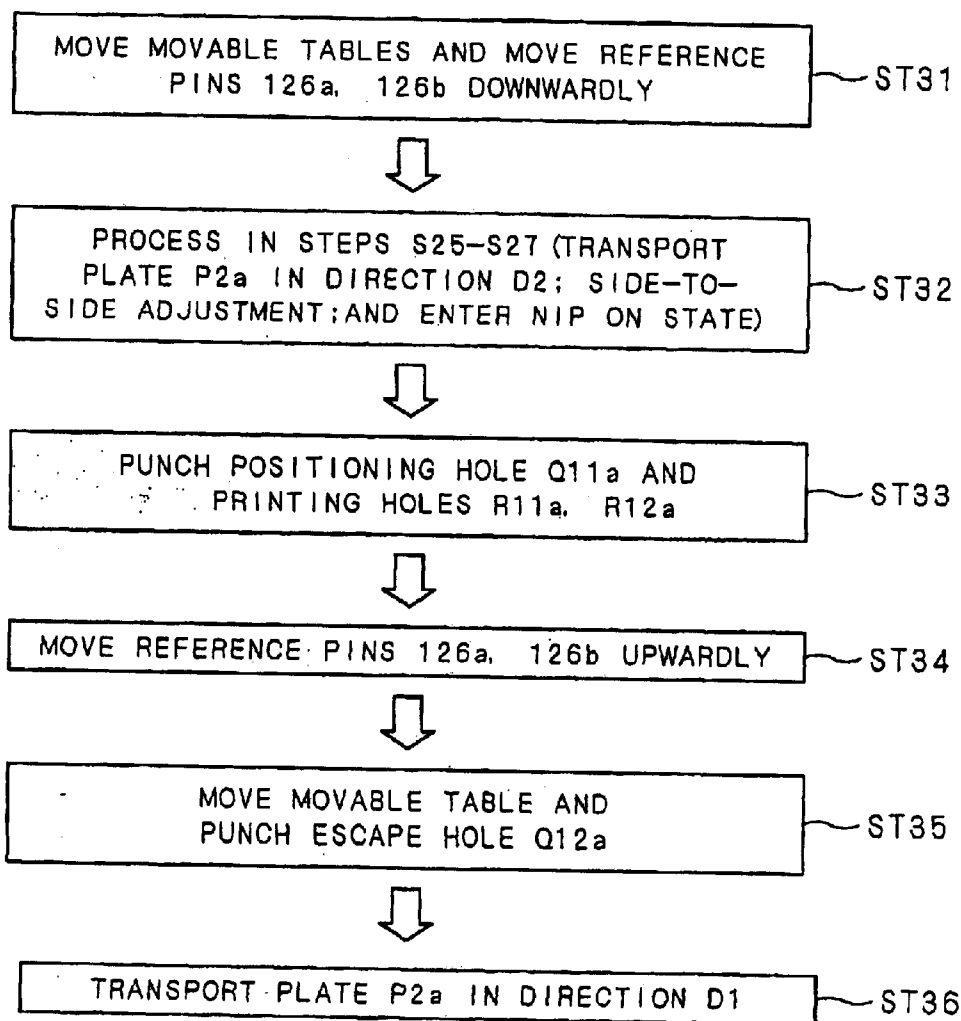 MOVE MOVABLE TABLES AND MOVE REFERENCE
PINS 126a, 126b DOWNWARDLY
ST31
PROCESS IN STEPS S25-S27 (TRANSPORT
PLATE P2a IN DIRECTION D2; SIDE-TO-
SIDE ADJUSTMENT;AND ENTER NIP ON STATE)
ST32
PUNCH POSITIONING HOLE Q11a AND
PRINTING HOLES R11a, R12a
ST33
MOVE REFERENCE PINS 126a, 126b UPWARDLY
ST34
MOVE MOVABLE TABLE AND
PUNCH ESCAPE HOLE Q12a
ST35
TRANSPORT PLATE P2a IN DIRECTION D1
ST36